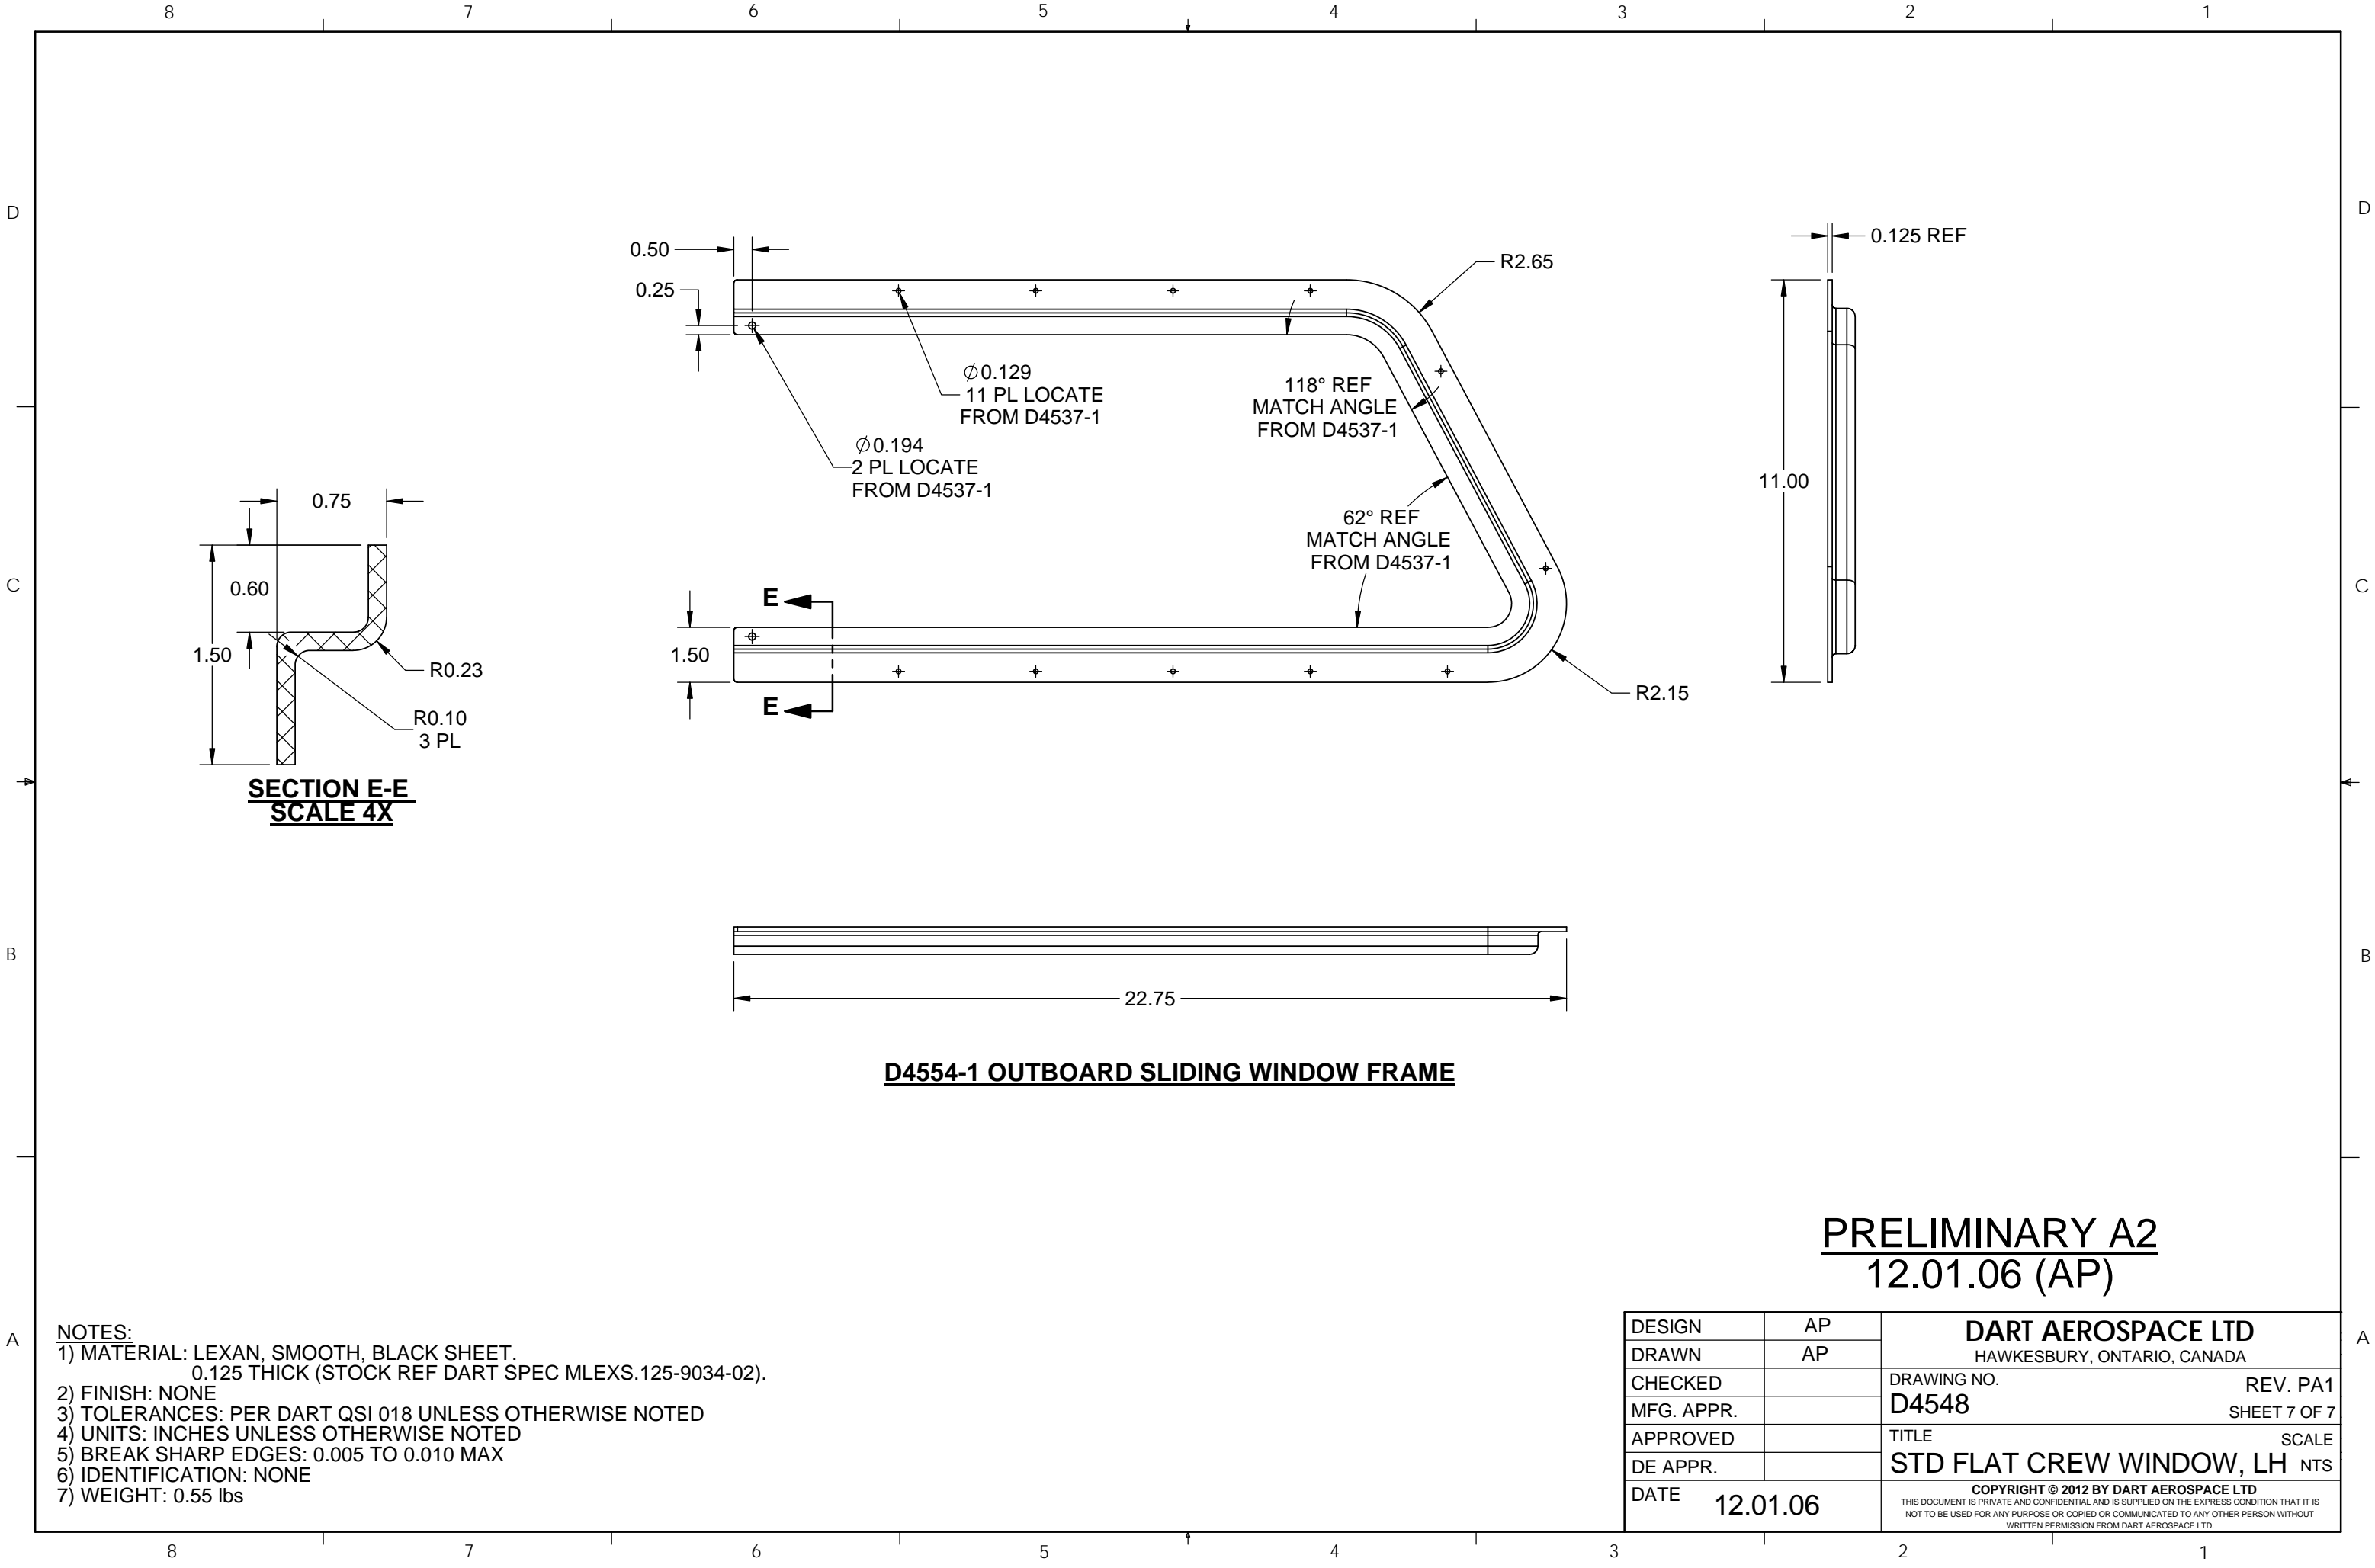 8 7 6 5 4 3 2 1
D D
0.50
0.25
R2.65
0.125 REF
∅0.129
11 PL LOCATE
FROM D4537-1
118° REF
MATCH ANGLE
FROM D4537-1
∅0.194
2 PL LOCATE
FROM D4537-1
11.00
62° REF
MATCH ANGLE
FROM D4537-1
0.75
0.60
1.50
R0.23
R0.10
3 PL
SECTION E-E
SCALE 4X
C C
E
1.50
E
R2.15
B B
22.75
D4554-1 OUTBOARD SLIDING WINDOW FRAME
PRELIMINARY A2
12.01.06 (AP)
A A
NOTES:
1) MATERIAL: LEXAN, SMOOTH, BLACK SHEET.
0.125 THICK (STOCK REF DART SPEC MLEXS.125-9034-02).
2) FINISH: NONE
3) TOLERANCES: PER DART QSI 018 UNLESS OTHERWISE NOTED
4) UNITS: INCHES UNLESS OTHERWISE NOTED
5) BREAK SHARP EDGES: 0.005 TO 0.010 MAX
6) IDENTIFICATION: NONE
7) WEIGHT: 0.55 lbs
DESIGN AP
DRAWN AP
CHECKED
MFG. APPR.
APPROVED
DE APPR.
DATE 12.01.06
DART AEROSPACE LTD
HAWKESBURY, ONTARIO, CANADA
DRAWING NO. REV. PA1
D4548 SHEET 7 OF 7
TITLE SCALE
STD FLAT CREW WINDOW, LH NTS
COPYRIGHT © 2012 BY DART AEROSPACE LTD
THIS DOCUMENT IS PRIVATE AND CONFIDENTIAL AND IS SUPPLIED ON THE EXPRESS CONDITION THAT IT IS
NOT TO BE USED FOR ANY PURPOSE OR COPIED OR COMMUNICATED TO ANY OTHER PERSON WITHOUT
WRITTEN PERMISSION FROM DART AEROSPACE LTD.
8 7 6 5 4 3 2 1